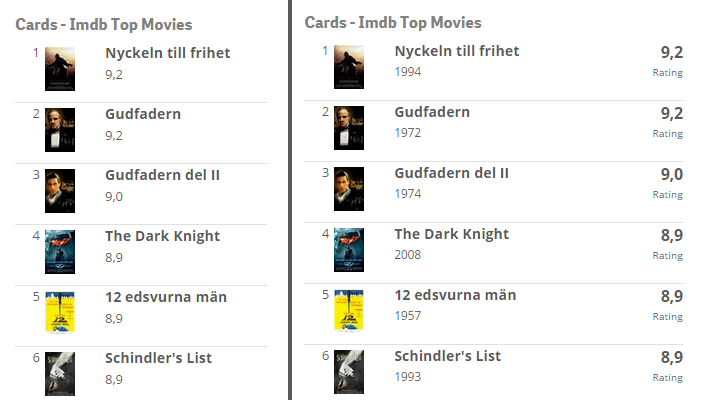 Cards - Imdb Top Movies
1
Nyckeln till frihet
9,2
2
Gudfadern
9,2
3
Gudfadern del II
9,0
4
The Dark Knight
8,9
5
12 edsvurna män
8,9
6
Schindler's List
8,9
Cards - Imdb Top Movies
1
Nyckeln till frihet
9,2
1994
Rating
2
Gudfadern
9,2
1972
Rating
3
Gudfadern del II
9,0
1974
Rating
4
The Dark Knight
8,9
2008
Rating
5
12 edsvurna män
8,9
1957
Rating
6
Schindler's List
8,9
1993
Rating